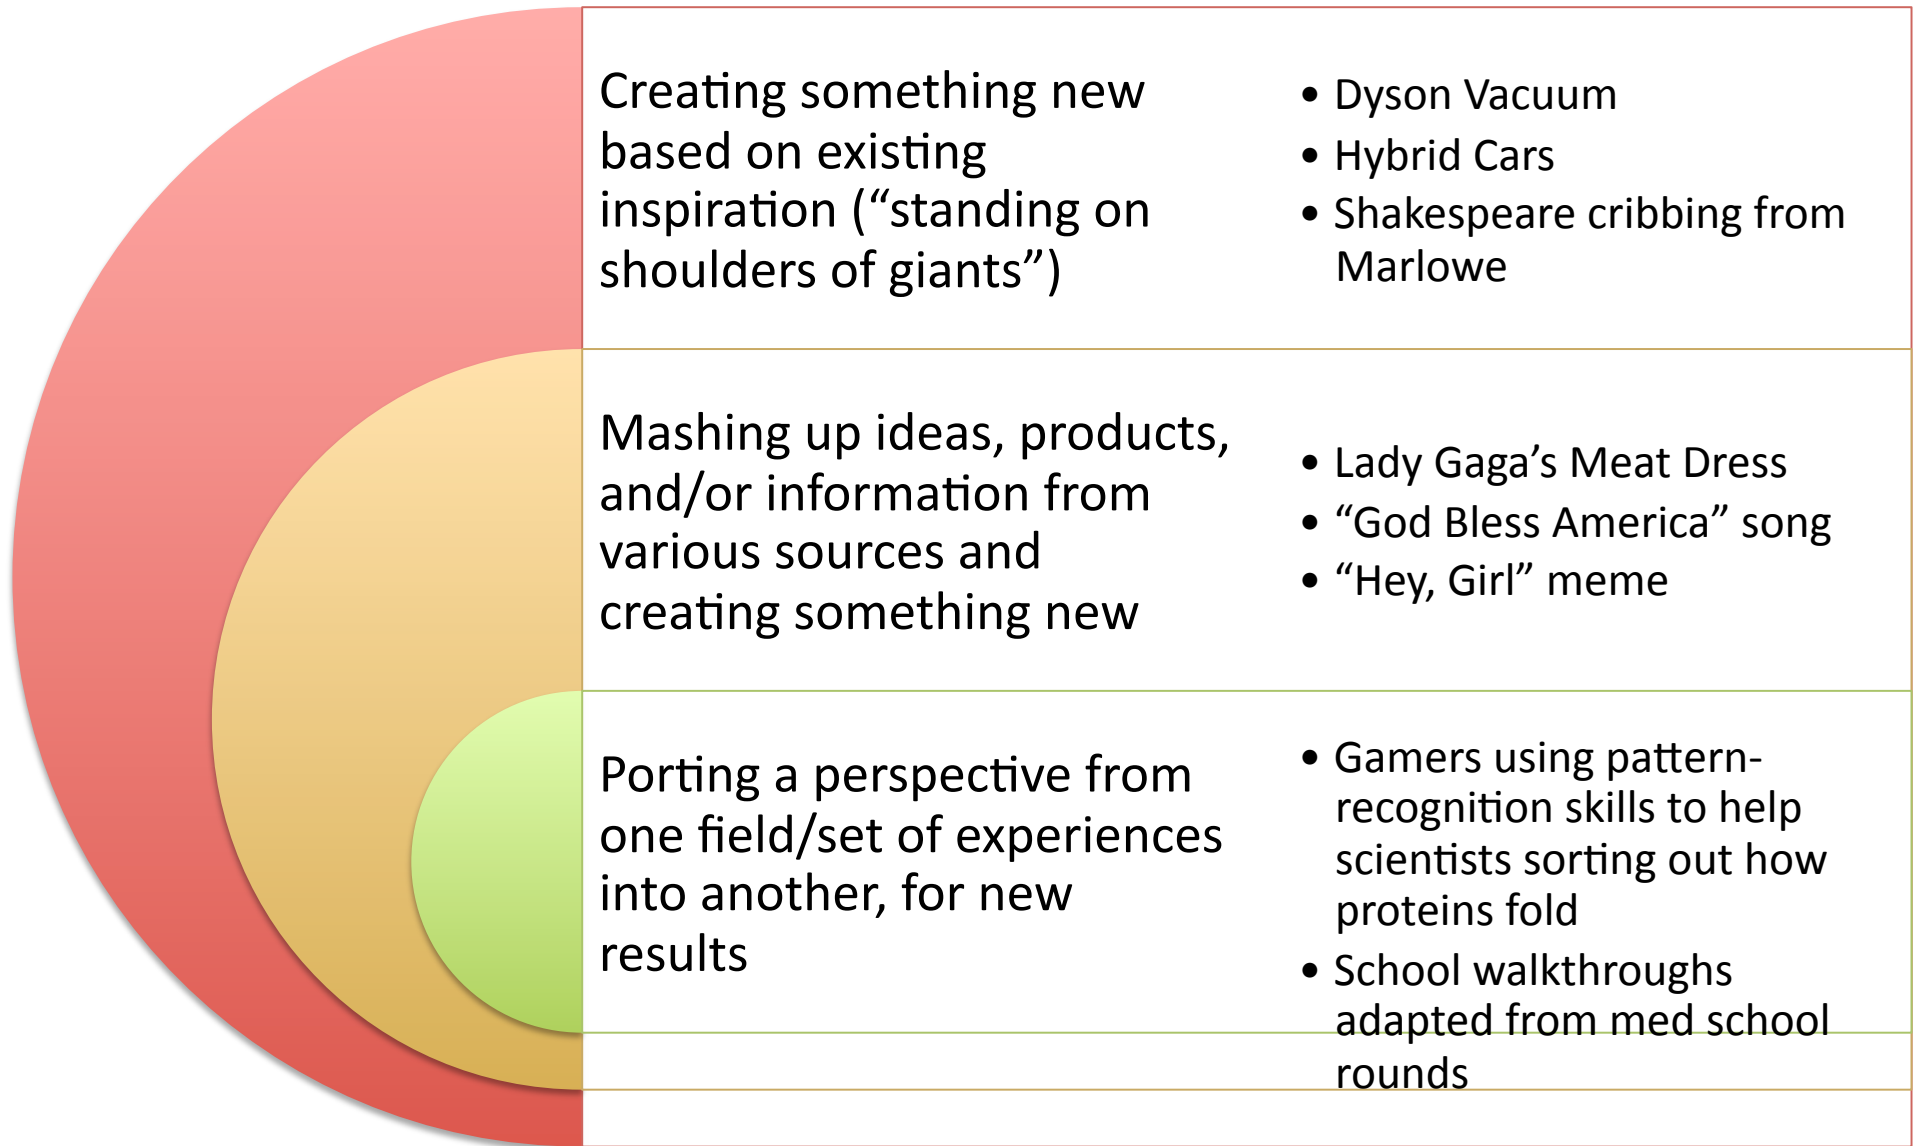 Creating something new
based on existing
inspiration (“standing on
shoulders of giants”)
• Dyson Vacuum
• Hybrid Cars
• Shakespeare cribbing from
Marlowe
Mashing up ideas, products,
and/or information from
various sources and
creating something new
• Lady Gaga’s Meat Dress
• “God Bless America” song
• “Hey, Girl” meme
Porting a perspective from
one field/set of experiences
into another, for new
results
• Gamers using pattern-
recognition skills to help
scientists sorting out how
proteins fold
• School walkthroughs
adapted from med school
rounds